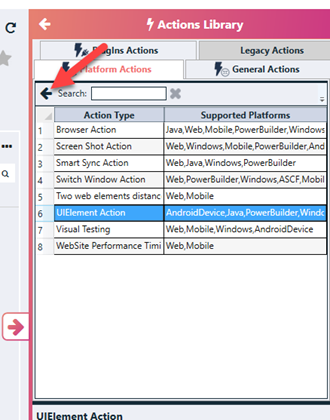 Actions Library
PlugIns Actions Legacy Actions
Platform Actions General Actions
Search:
Action Type Supported Platforms
1 Browser Action Java,Web,Mobile,PowerBuilder,Windows
2 Screen Shot Action Web,Windows,Mobile,PowerBuilder,And
3 Smart Sync Action Web,Java,Windows,PowerBuilder
4 Switch Window Action Web,PowerBuilder,Windows,ASCF,Mobil
5 Two web elements distanc Web,Mobile
6 UIElement Action AndroidDevice,Java,PowerBuilder,Windo
7 Visual Testing Web,Mobile,Windows,AndroidDevice
8 WebSite Performance Timi Web,Mobile
UIElement Action